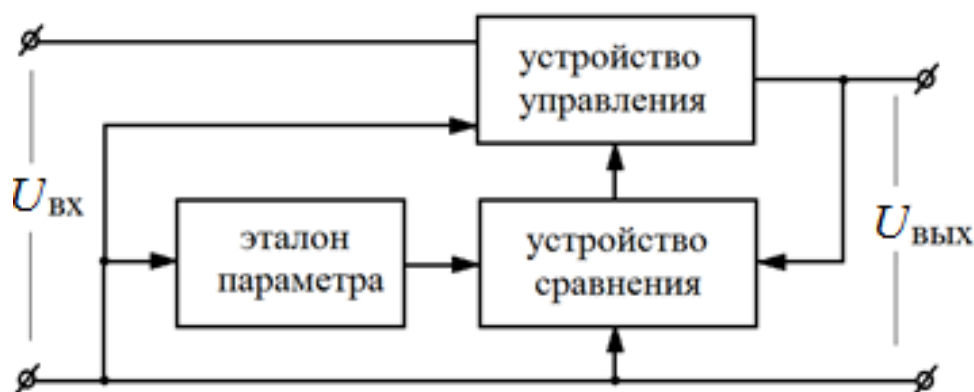 устройство
управления
U вх
эталон
параметра
устройство
сравнения
U вых